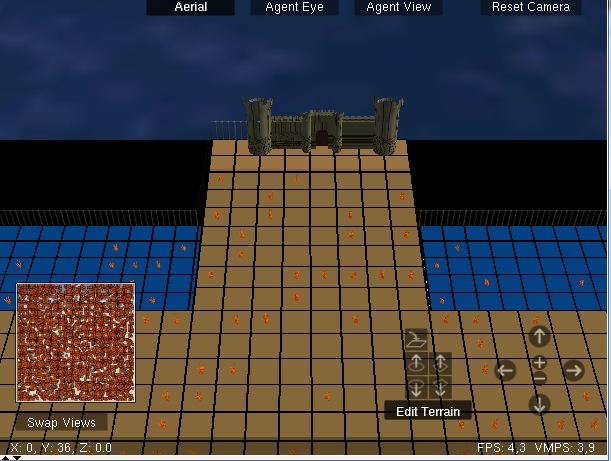 Aerial Agent Eye Agent View Reset Camera
Edit Terrain
Swap Views
X: 0, Y: 36, Z: 0.0 FPS: 4,3 VMPS: 3,9